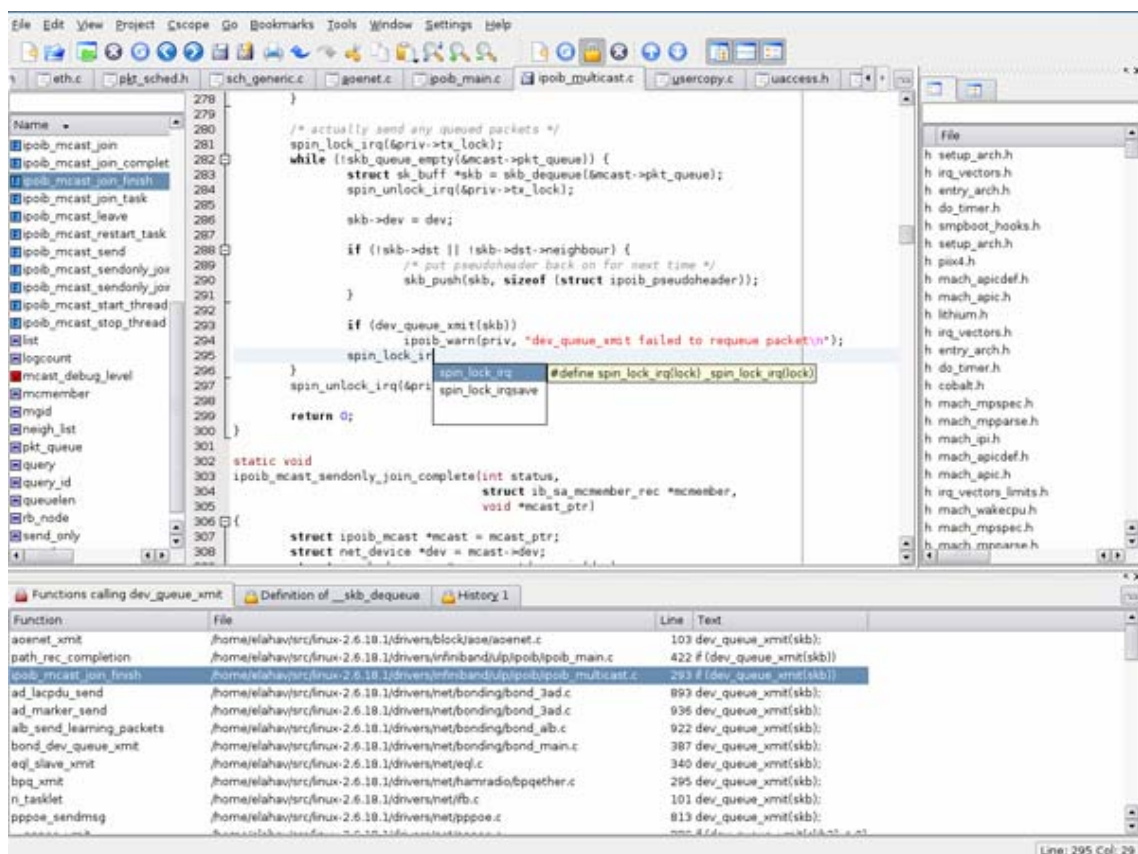 File Edit View Project Cscope Go Bookmarks Tools Window Settings Help
eth.c pkt_sched.h sch_generic.c aoenet.c ipoib_main.c ipoib_multicast.c usercopy.c uaccess.h
Name
ipoib_mcast_join
ipoib_mcast_join_complet
ipoib_mcast_join_finish
ipoib_mcast_join_task
ipoib_mcast_leave
ipoib_mcast_restart_task
ipoib_mcast_send
ipoib_mcast_sendonly_joir
ipoib_mcast_sendonly_joir
ipoib_mcast_start_thread
ipoib_mcast_stop_thread
list
logcount
mcast_debug_level
mcmember
mgid
neigh_list
pkt_queue
query
query_id
queuelen
rb_node
send_only
278 }
279
280 /* actually send any queued packets */
281 spin_lock_irq(&priv->tx_lock);
282 while (!skb_queue_empty(&mcast->pkt_queue)) {
283 struct sk_buff *skb = skb_dequeue(&mcast->pkt_queue);
284 spin_unlock_irq(&priv->tx_lock);
285
286 skb->dev = dev;
287
288 if (!skb->dst || !skb->dst->neighbour) {
289 /* put pseudoheader back on for next time */
290 skb_push(skb, sizeof (struct ipoib_pseudoheader));
291 }
292
293 if (dev_queue_xmit(skb))
294 ipoib_warn(priv, "dev_queue_xmit failed to requeue packet\n");
295 spin_lock_ir
296 }
297 spin_unlock_irq(&pri
298
299 return 0;
300 }
301
302 static void
303 ipoib_mcast_sendonly_join_complete(int status,
304 struct ib_sa_mcmember_rec *mcmember,
305 void *mcast_ptr)
306 {
307 struct ipoib_mcast *mcast = mcast_ptr;
308 struct net_device *dev = mcast->dev;
spin_lock_irq
spin_lock_irqsave
#define spin_lock_irq(lock) _spin_lock_irq(lock)
File
h setup_arch.h
h irq_vectors.h
h entry_arch.h
h do_timer.h
h smpboot_hooks.h
h setup_arch.h
h piix4.h
h mach_apicdef.h
h mach_apic.h
h lithium.h
h irq_vectors.h
h entry_arch.h
h do_timer.h
h cobalt.h
h mach_mpspec.h
h mach_mpparse.h
h mach_ipi.h
h mach_apicdef.h
h mach_apic.h
h irq_vectors_limits.h
h mach_wakecpu.h
h mach_mpspec.h
h mach_mpparse.h
Functions calling dev_queue_xmit Definition of __skb_dequeue History 1
Function File Line Text
aoenet_xmit /home/elahav/src/linux-2.6.18.1/drivers/block/aoe/aoenet.c 103 dev_queue_xmit(skb);
path_rec_completion /home/elahav/src/linux-2.6.18.1/drivers/infiniband/ulp/ipoib/ipoib_main.c 422 if (dev_queue_xmit(skb))
ipoib_mcast_join_finish /home/elahav/src/linux-2.6.18.1/drivers/infiniband/ulp/ipoib/ipoib_multicast.c 293 if (dev_queue_xmit(skb))
ad_lacpdu_send /home/elahav/src/linux-2.6.18.1/drivers/net/bonding/bond_3ad.c 893 dev_queue_xmit(skb);
ad_marker_send /home/elahav/src/linux-2.6.18.1/drivers/net/bonding/bond_3ad.c 936 dev_queue_xmit(skb);
alb_send_learning_packets /home/elahav/src/linux-2.6.18.1/drivers/net/bonding/bond_alb.c 922 dev_queue_xmit(skb);
bond_dev_queue_xmit /home/elahav/src/linux-2.6.18.1/drivers/net/bonding/bond_main.c 387 dev_queue_xmit(skb);
eql_slave_xmit /home/elahav/src/linux-2.6.18.1/drivers/net/eql.c 340 dev_queue_xmit(skb);
bpq_xmit /home/elahav/src/linux-2.6.18.1/drivers/net/hamradio/bpqether.c 295 dev_queue_xmit(skb);
ri_tasklet /home/elahav/src/linux-2.6.18.1/drivers/net/ifb.c 101 dev_queue_xmit(skb);
pppoe_sendmsg /home/elahav/src/linux-2.6.18.1/drivers/net/pppoe.c 813 dev_queue_xmit(skb);
Line: 295 Col: 29